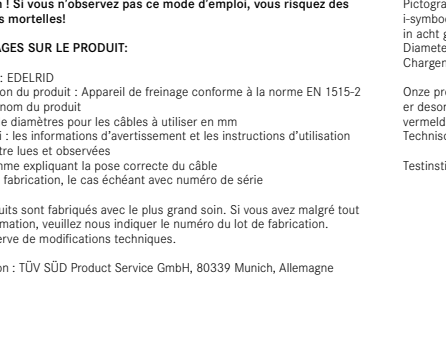 n ! Si vous n'observez pas ce mode d'emploi, vous risquez des
s mortelles!
AGES SUR LE PRODUIT:
: EDELRID
on du produit : Appareil de freinage conforme à la norme EN 1515-2
nom du produit
e diamètres pour les câbles à utiliser en mm
i : les informations d'avertissement et les instructions d'utilisation
tre lues et observées
me expliquant la pose correcte du câble
fabrication, le cas échéant avec numéro de série
uits sont fabriqués avec le plus grand soin. Si vous avez malgré tout
mation, veuillez nous indiquer le numéro du lot de fabrication.
erve de modifications techniques.
on : TÜV SÜD Product Service GmbH, 80339 Munich, Allemagne
Pictogra
i-symbo
in acht g
Diamete
Chargen
Onze pro
er desor
vermeld
Technisc
Testinsti